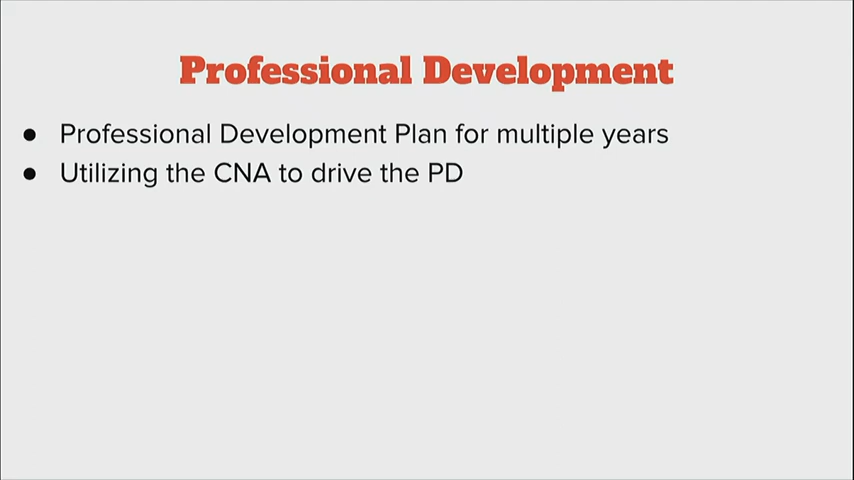 Professional Development
● Professional Development Plan for multiple years
● Utilizing the CNA to drive the PD